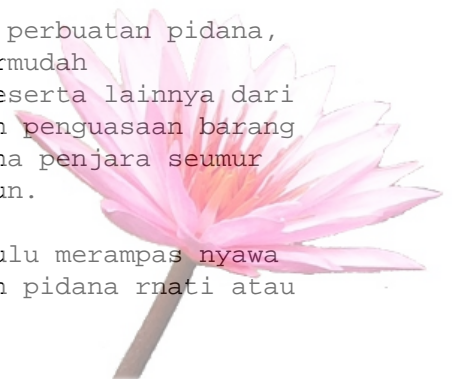 perbuatan pidana,
rmudah
eserta lainnya dari
n penguasaan barang
na penjara seumur
un.
ulu merampas nyawa
n pidana rnati atau